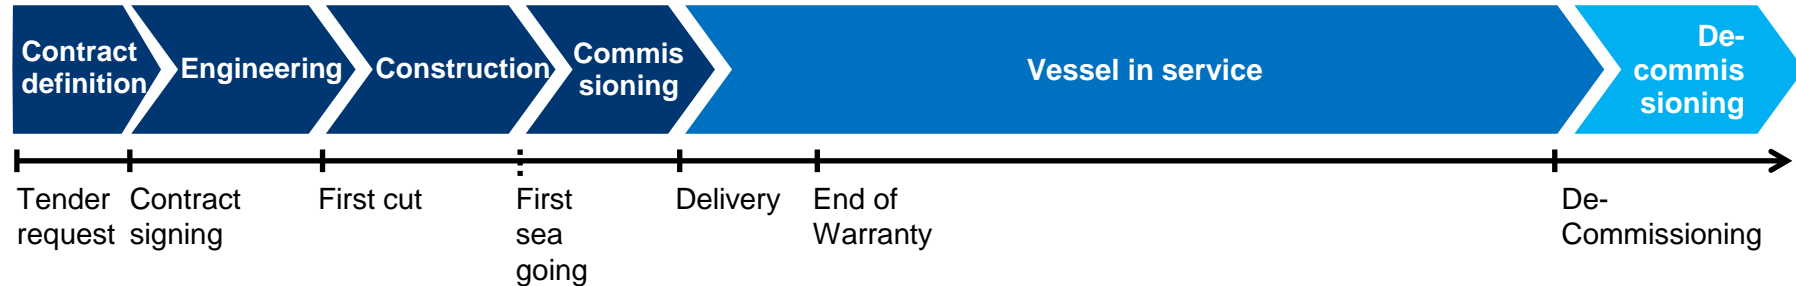 Contract
definition
Engineering
Construction
Commis
sioning
Vessel in service
De-
commis
sioning
Tender
request
Contract
signing
First cut
First
sea
going
Delivery
End of
Warranty
De-
Commissioning